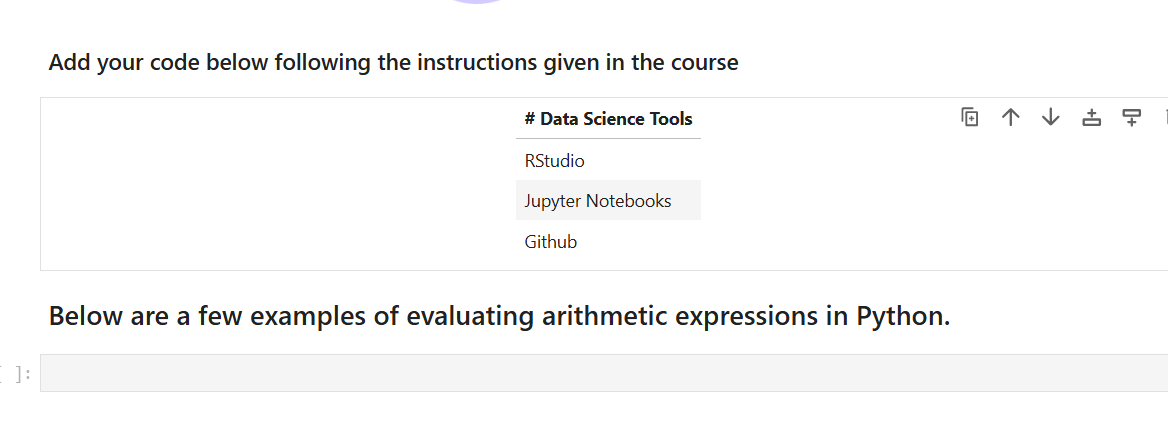 Add your code below following the instructions given in the course
# Data Science Tools
RStudio
Jupyter Notebooks
Github
Below are a few examples of evaluating arithmetic expressions in Python.
[ ]: